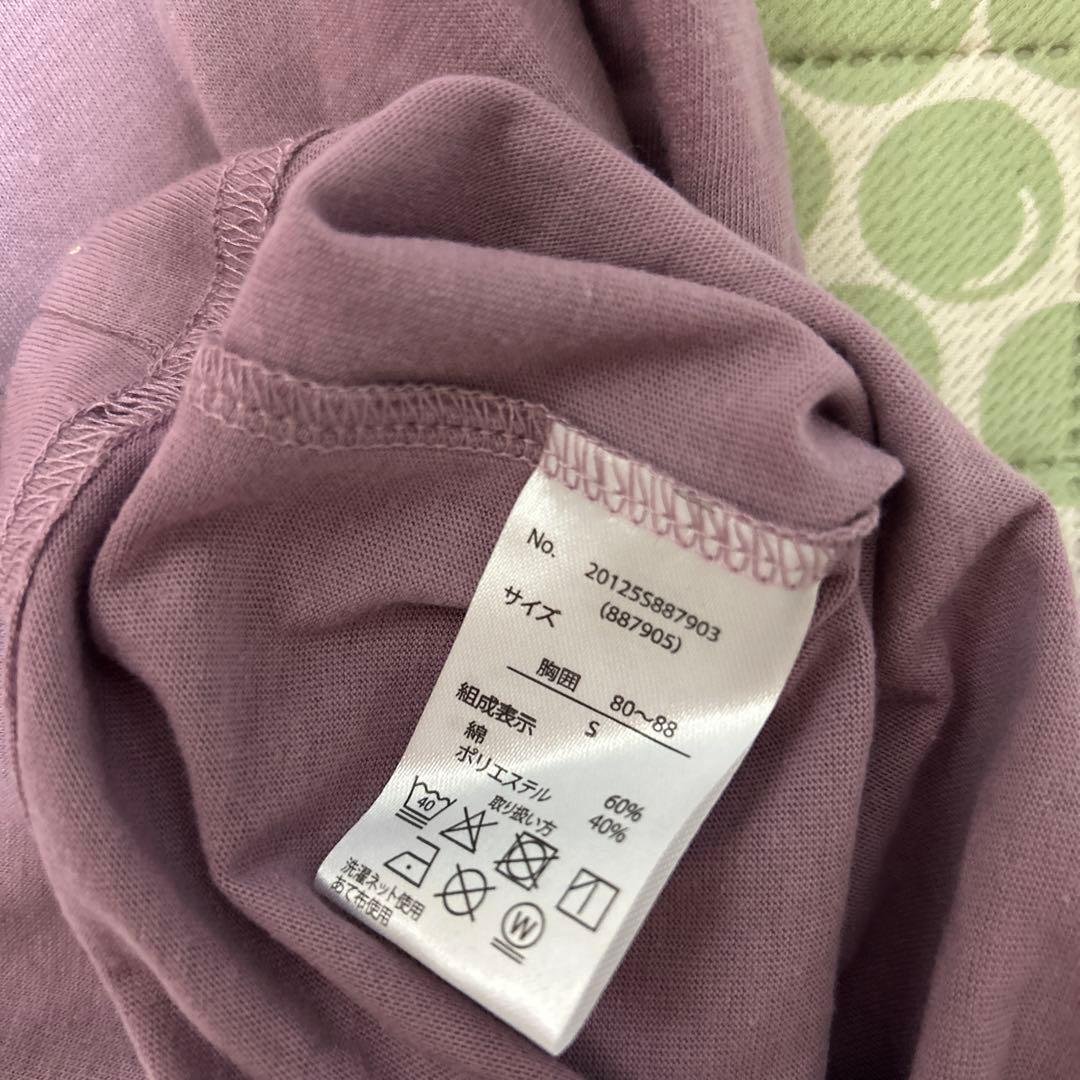 No. 20125S887903
(887905)
サイズ
胸囲 80～88
S
組成表示
綿 60%
ポリエステル 40%
取り扱い方
40
W
洗濯ネット使用
あて布使用